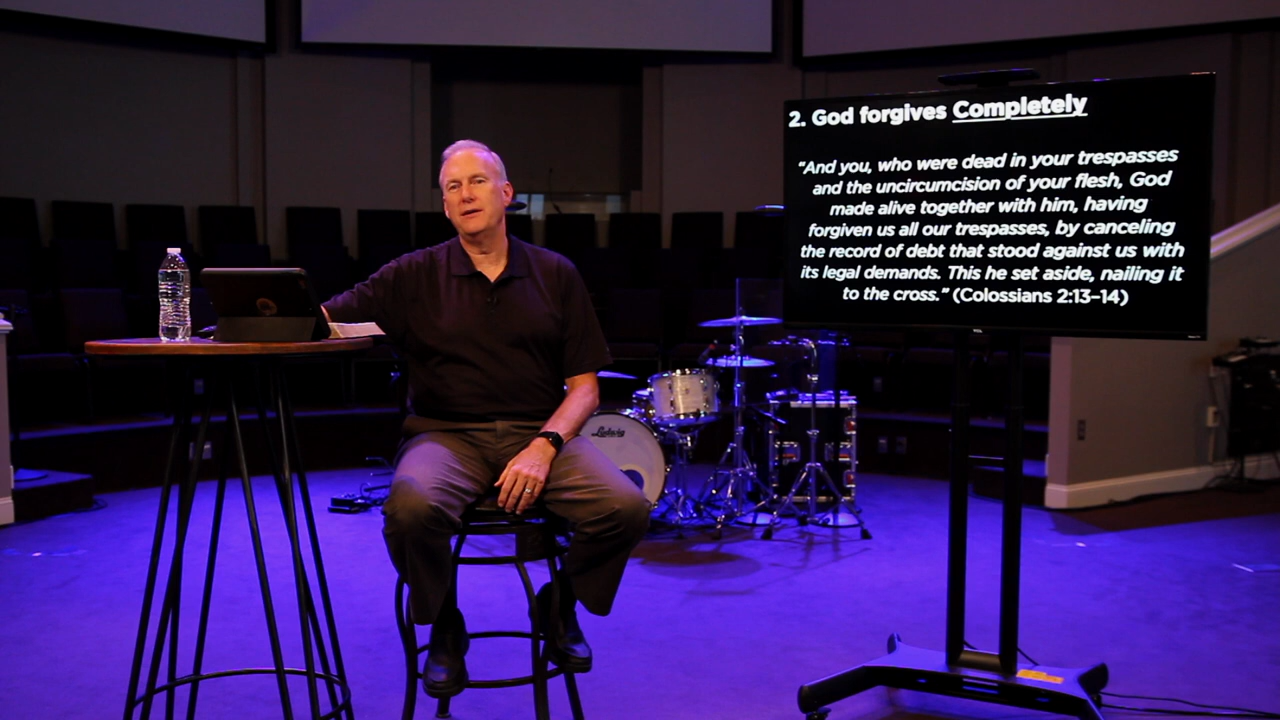 2. God forgives Completely
"And you, who were dead in your trespasses
and the uncircumcision of your flesh, God
made alive together with him, having
forgiven us all our trespasses, by canceling
the record of debt that stood against us with
its legal demands. This he set aside, nailing it
to the cross." (Colossians 2:13–14)
Ludwig
TCL